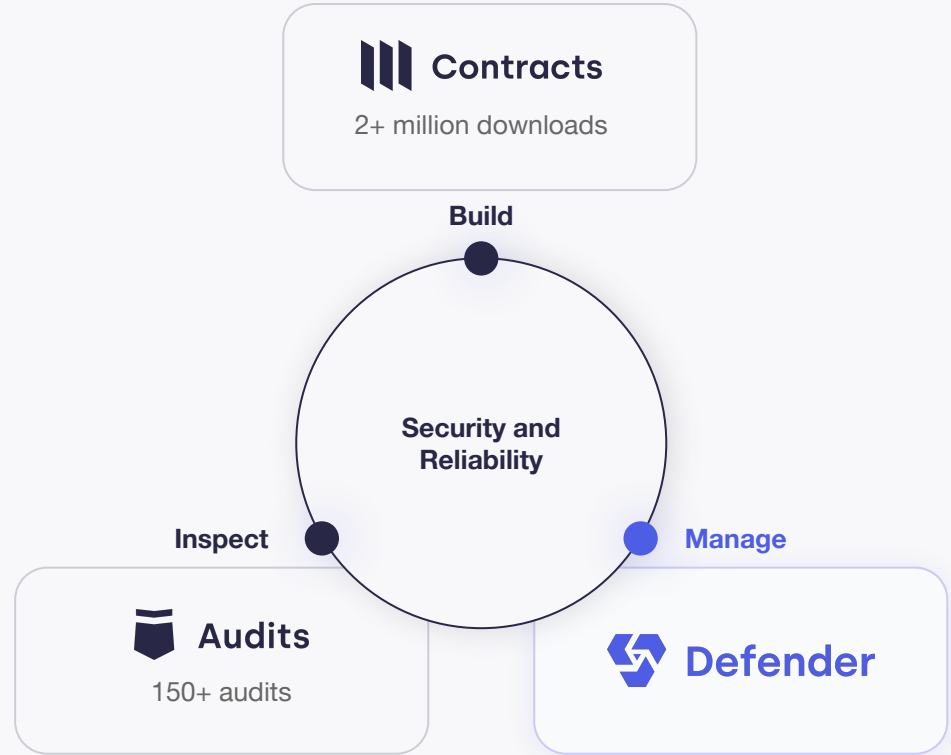 Contracts
2+ million downloads
Build
Security and
Reliability
Inspect
Manage
Audits
150+ audits
Defender